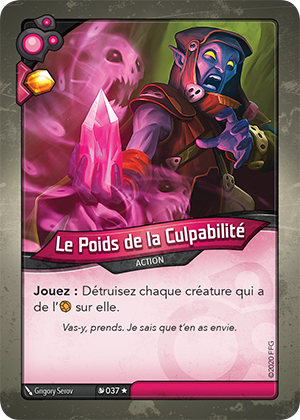 Le Poids de la Culpabilité
ACTION
Jouez : Détruisez chaque créature qui a
de l' sur elle.
Vas-y, prends. Je sais que t'en as envie.
Grigory Serov
037
©2020 FFG